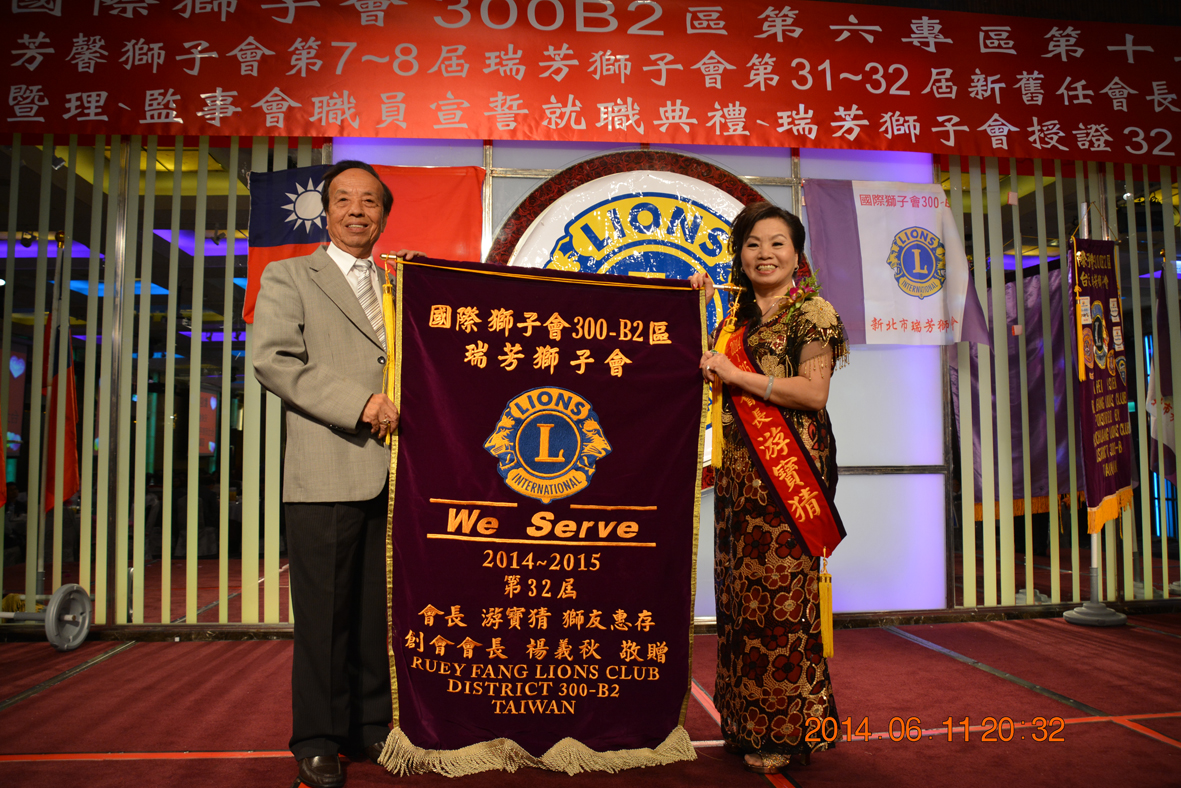 國際獅子會300B2區第六專區第十
芳馨獅子會第7~8屆瑞芳獅子會第31~32屆新舊任會長
暨理、監事會職員宣誓就職典禮、瑞芳獅子會授證32
LIONS
國際獅子會300-
LIONS
L
INTERNATIONAL
新北市瑞芳獅子會
國際獅子會300-B2區
瑞芳獅子會
LIONS
L
INTERNATIONAL
We Serve
2014~2015
第32屆
會長 游寶猜 獅友惠存
創會會長 楊義秋 敬贈
RUEY FANG LIONS CLUB
DISTRICT 300-B2
TAIWAN
會長 游寶猜
LIONS CLUB
TAIWAN
2014.06.11 20:32